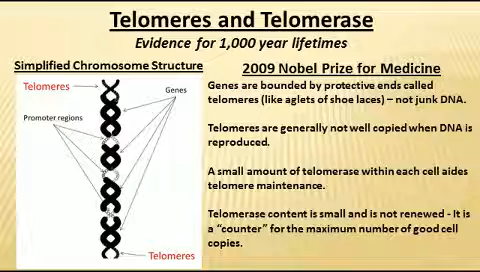 Telomeres and Telomerase
Evidence for 1,000 year lifetimes
Simplified Chromosome Structure
Telomeres
Genes
Promoter regions
Telomeres
2009 Nobel Prize for Medicine
Genes are bounded by protective ends called
telomeres (like aglets of shoe laces) – not junk DNA.
Telomeres are generally not well copied when DNA is
reproduced.
A small amount of telomerase within each cell aides
telomere maintenance.
Telomerase content is small and is not renewed - It is
a “counter” for the maximum number of good cell
copies.